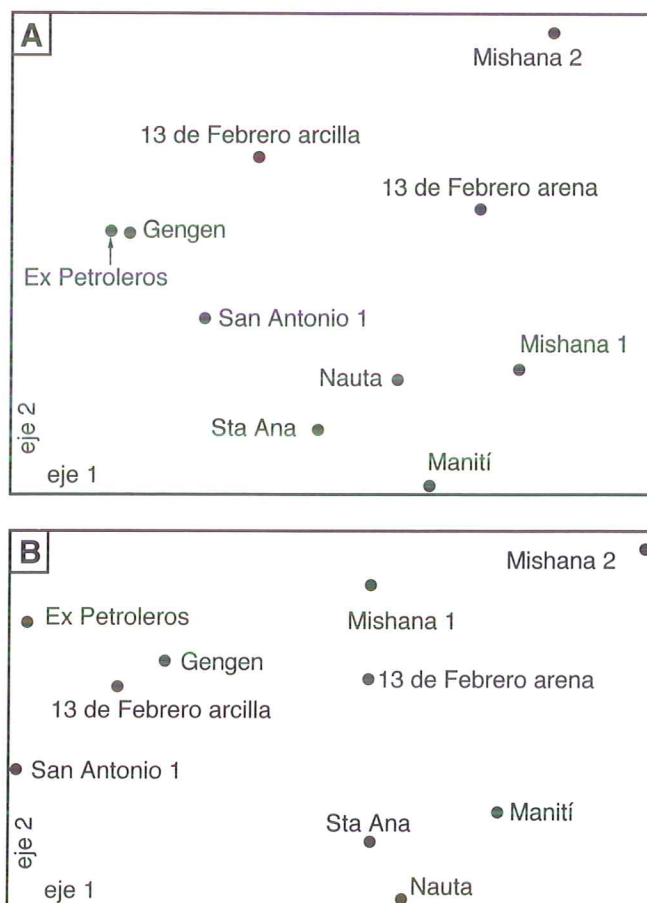 A
Mishana 2
13 de Febrero arcilla
13 de Febrero arena
Gengen
Ex Petroleros
San Antonio 1
Mishana 1
Nauta
Sta Ana
Manití
eje 2
eje 1
B
Mishana 2
Ex Petroleros
Mishana 1
Gengen
13 de Febrero arena
13 de Febrero arcilla
San Antonio 1
Manití
Sta Ana
eje 2
Nauta
eje 1